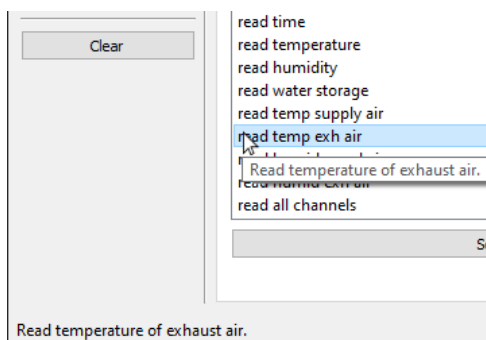 read time
Clear
read temperature
read humidity
read water storage
read temp supply air
read temp exh air
Read temperature of exhaust air.
read humid exh air
read all channels
Read temperature of exhaust air.